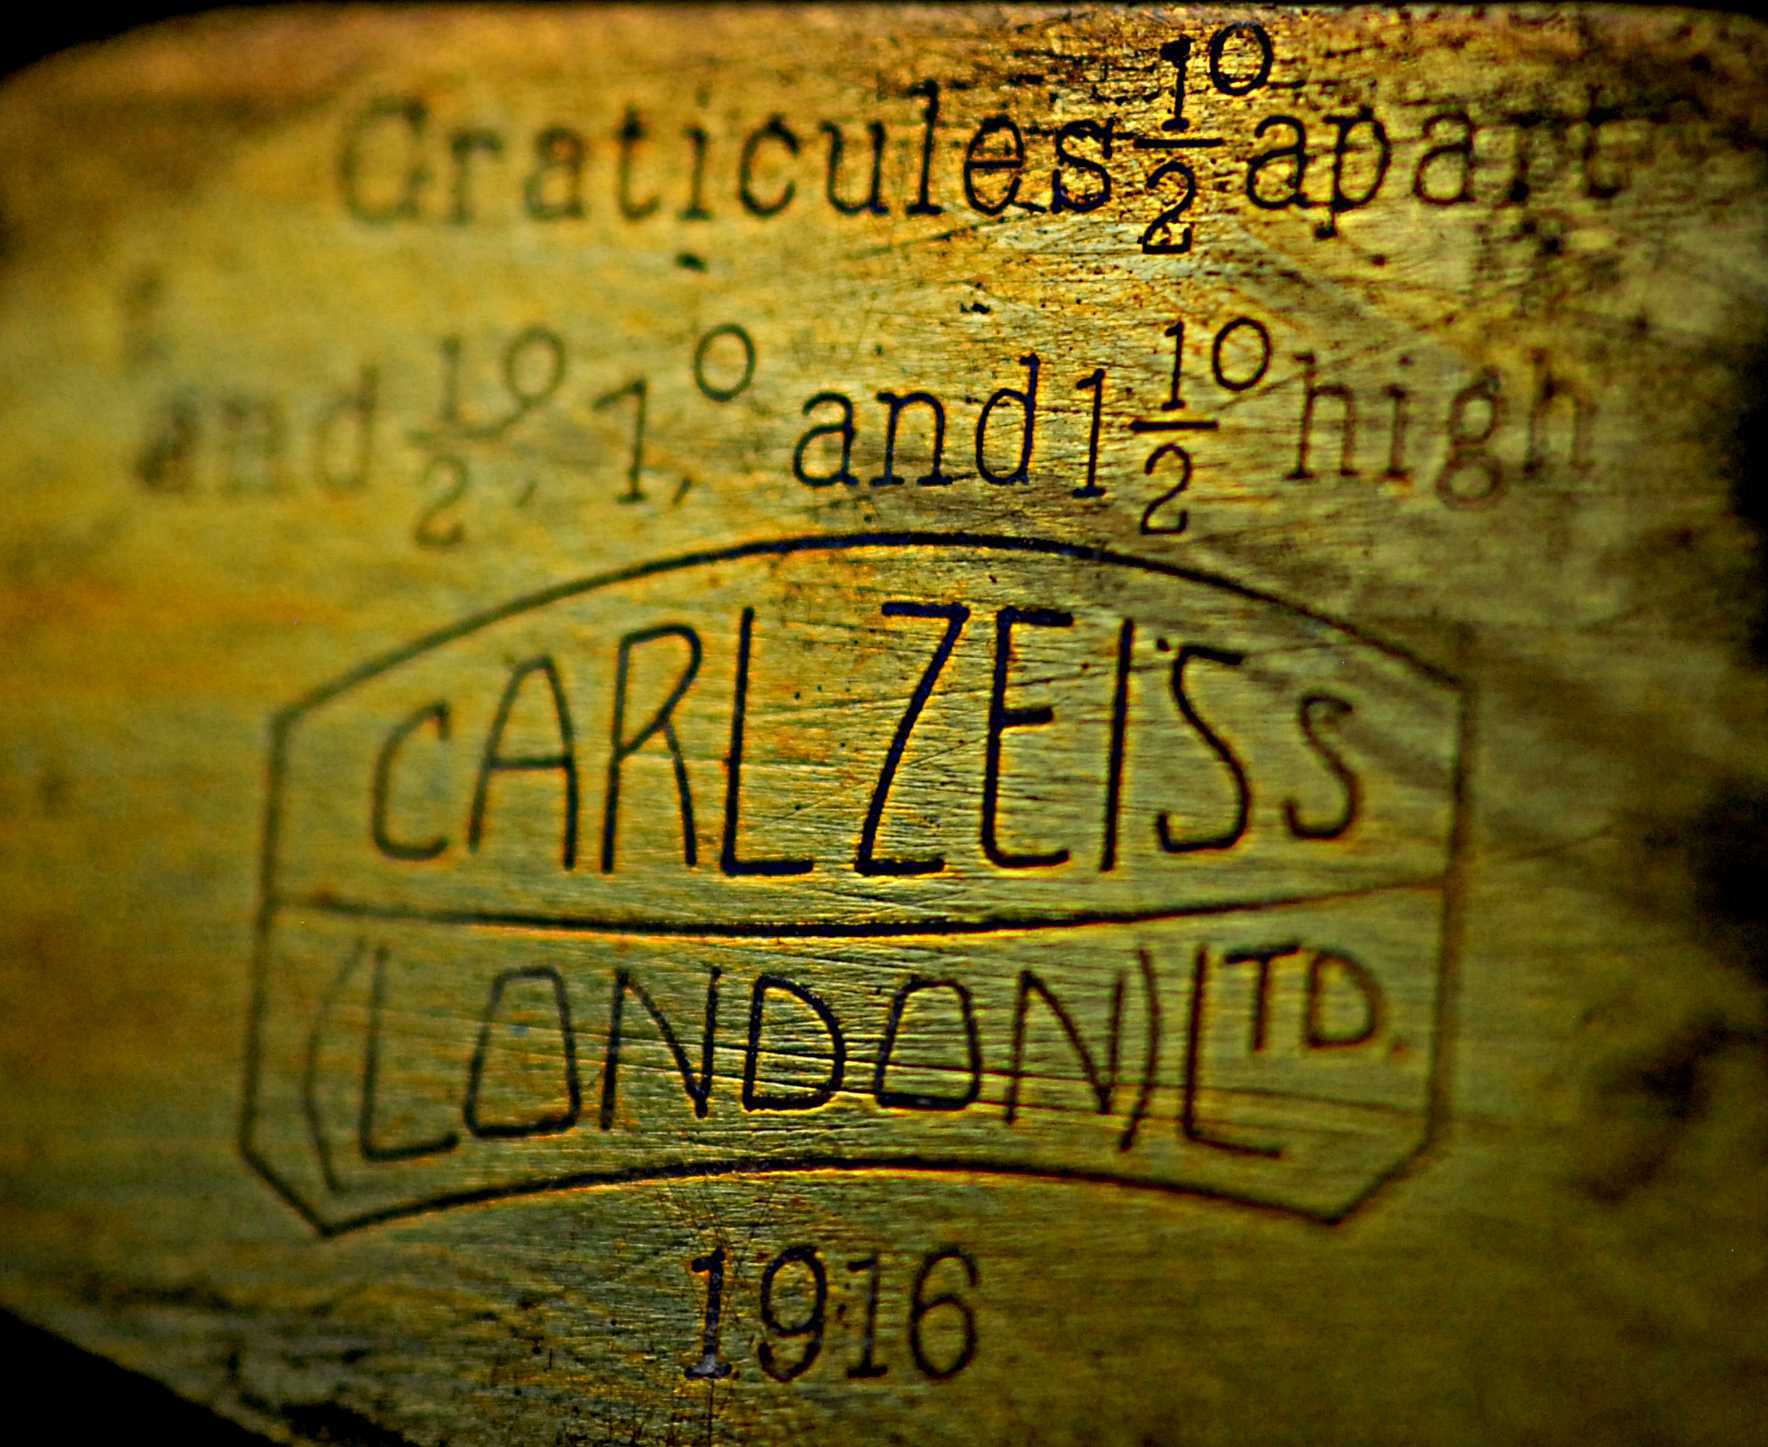 Graticules ½° apart
and ½°, 1,° and 1½° high
CARL ZEISS
(LONDON) LTD.
1916